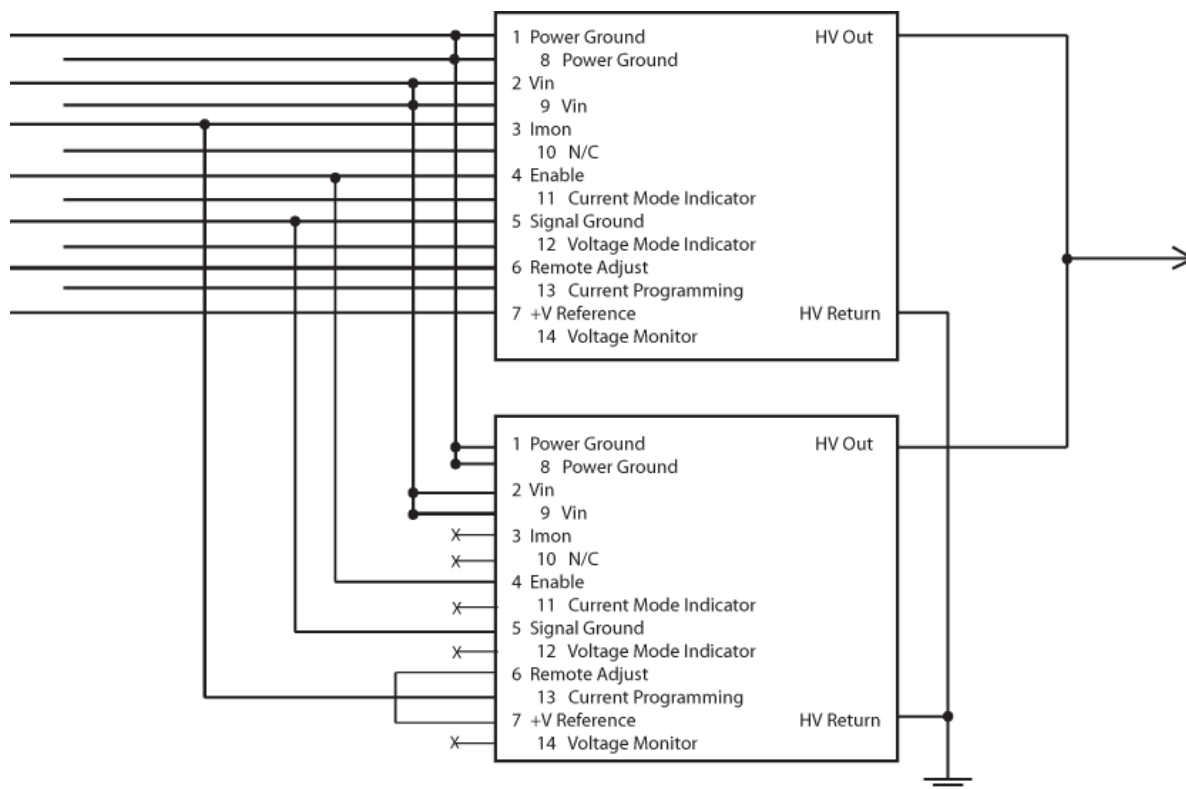 1 Power Ground HV Out
8 Power Ground
2 Vin
9 Vin
3 Imon
10 N/C
4 Enable
11 Current Mode Indicator
5 Signal Ground
12 Voltage Mode Indicator
6 Remote Adjust
13 Current Programming
7 +V Reference HV Return
14 Voltage Monitor
1 Power Ground HV Out
8 Power Ground
2 Vin
9 Vin
X 3 Imon
X 10 N/C
4 Enable
X 11 Current Mode Indicator
5 Signal Ground
X 12 Voltage Mode Indicator
6 Remote Adjust
13 Current Programming
7 +V Reference HV Return
X 14 Voltage Monitor